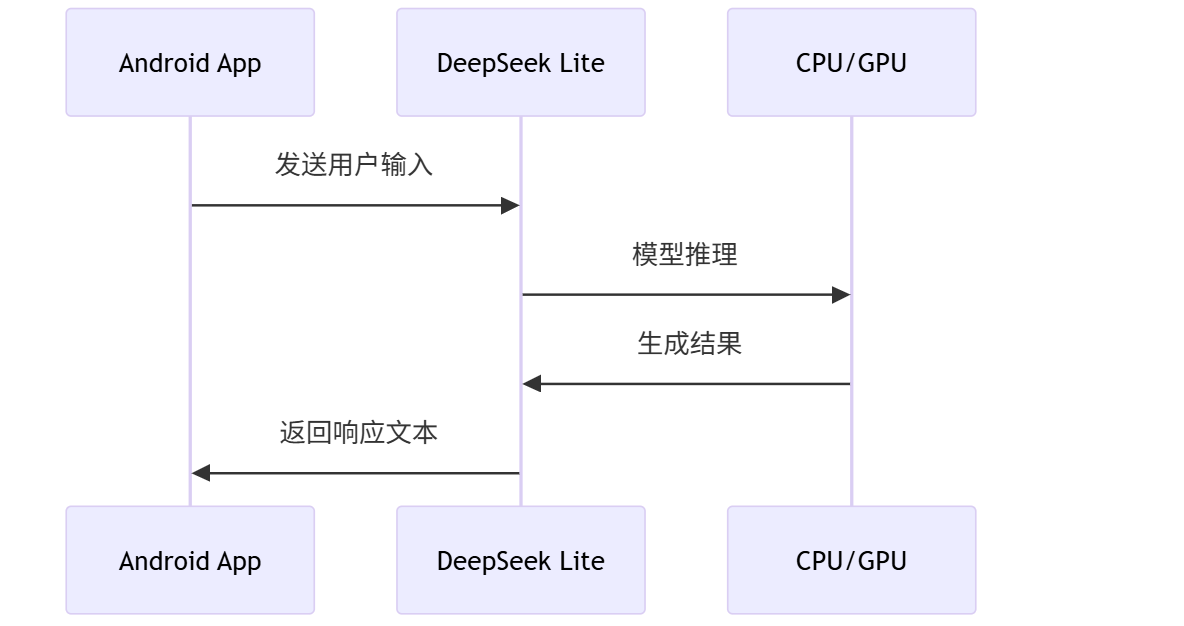 Android App
DeepSeek Lite
CPU/GPU
发送用户输入
模型推理
生成结果
返回响应文本
Android App
DeepSeek Lite
CPU/GPU